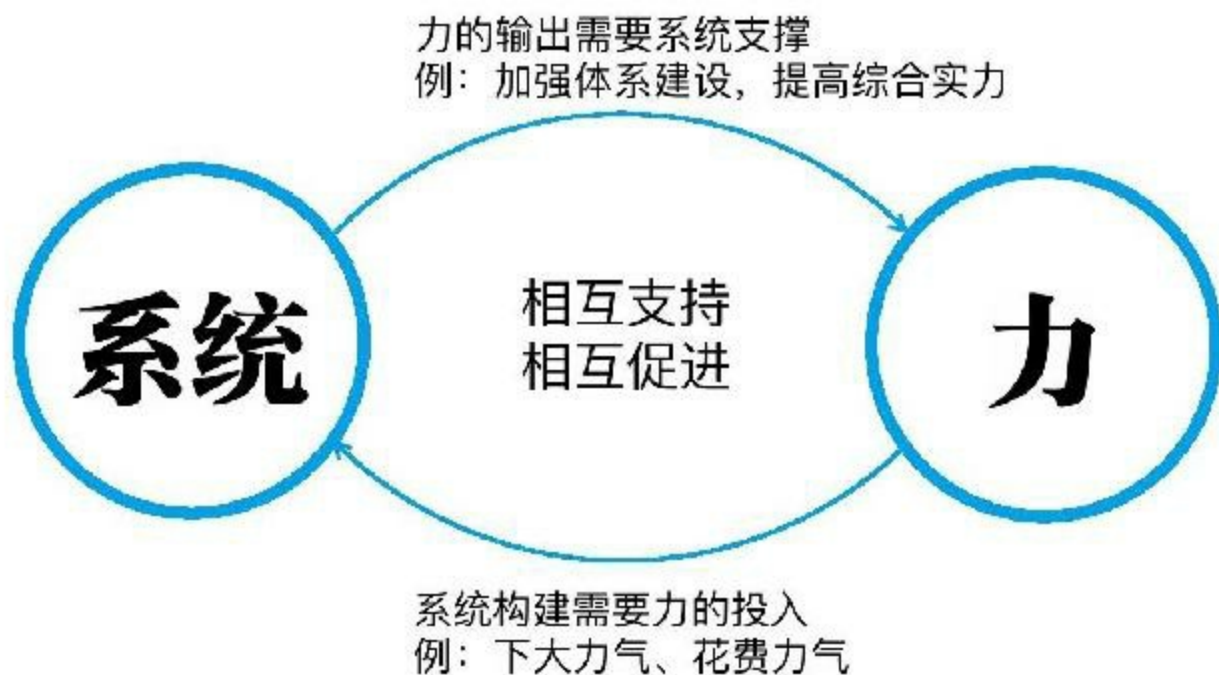 力的输出需要系统支撑
例：加强体系建设，提高综合实力
系统
相互支持
相互促进
力
系统构建需要力的投入
例：下大力气、花费力气